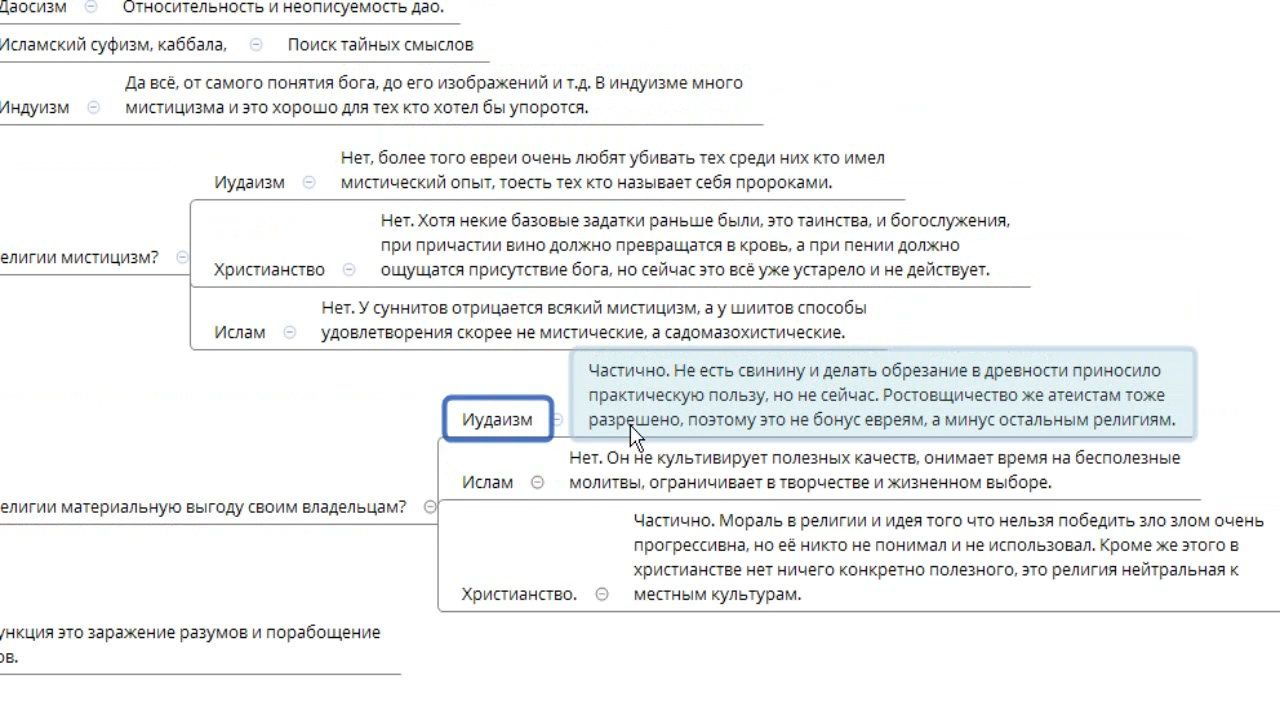 Даосизм
Относительность и неописуемость дао.
Исламский суфизм, каббала,
Поиск тайных смыслов
Да всё, от самого понятия бога, до его изображений и т.д. В индуизме много
Индуизм
мистицизма и это хорошо для тех кто хотел бы упоротся.
Нет, более того евреи очень любят убивать тех среди них кто имел
Иудаизм
мистический опыт, тоесть тех кто называет себя пророками.
Нет. Хотя некие базовые задатки раньше были, это таинства, и богослужения,
при причастии вино должно превращатся в кровь, а при пении должно
елигии мистицизм?
Христианство
ощущатся присутствие бога, но сейчас это всё уже устарело и не действует.
Нет. У суннитов отрицается всякий мистицизм, а у шиитов способы
Ислам
удовлетворения скорее не мистические, а садомазохистические.
Частично. Не есть свинину и делать обрезание в древности приносило
практическую пользу, но не сейчас. Ростовщичество же атеистам тоже
Иудаизм
разрешено, поэтому это не бонус евреям, а минус остальным религиям.
Нет. Он не культивирует полезных качеств, онимает время на бесполезные
Ислам
молитвы, ограничивает в творчестве и жизненном выборе.
елигии материальную выгоду своим владельцам?
Частично. Мораль в религии и идея того что нельзя победить зло злом очень
прогрессивна, но её никто не понимал и не использовал. Кроме же этого в
христианстве нет ничего конкретно полезного, это религия нейтральная к
Христианство.
местным культурам.
ункция это заражение разумов и порабощение
ов.